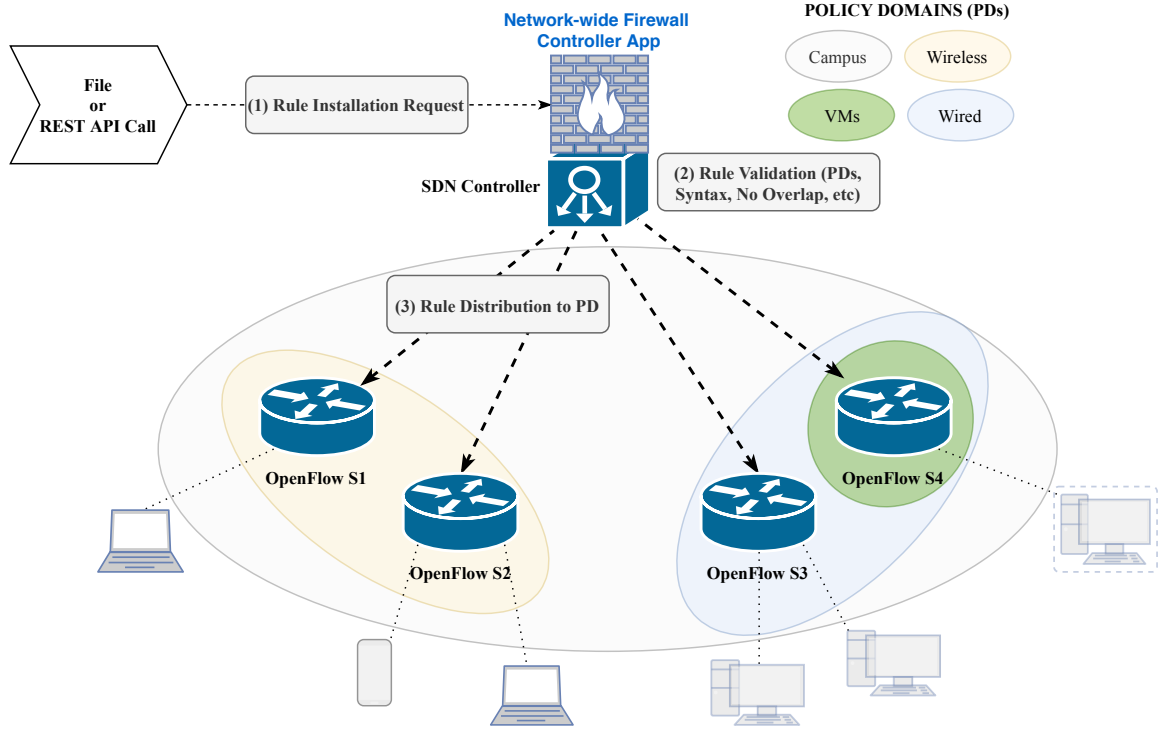 Network-wide Firewall
Controller App
POLICY DOMAINS (PDs)
Campus
Wireless
VMs
Wired
File
or
REST API Call
(1) Rule Installation Request
SDN Controller
(2) Rule Validation (PDs,
Syntax, No Overlap, etc)
(3) Rule Distribution to PD
OpenFlow S1
OpenFlow S4
OpenFlow S2
OpenFlow S3